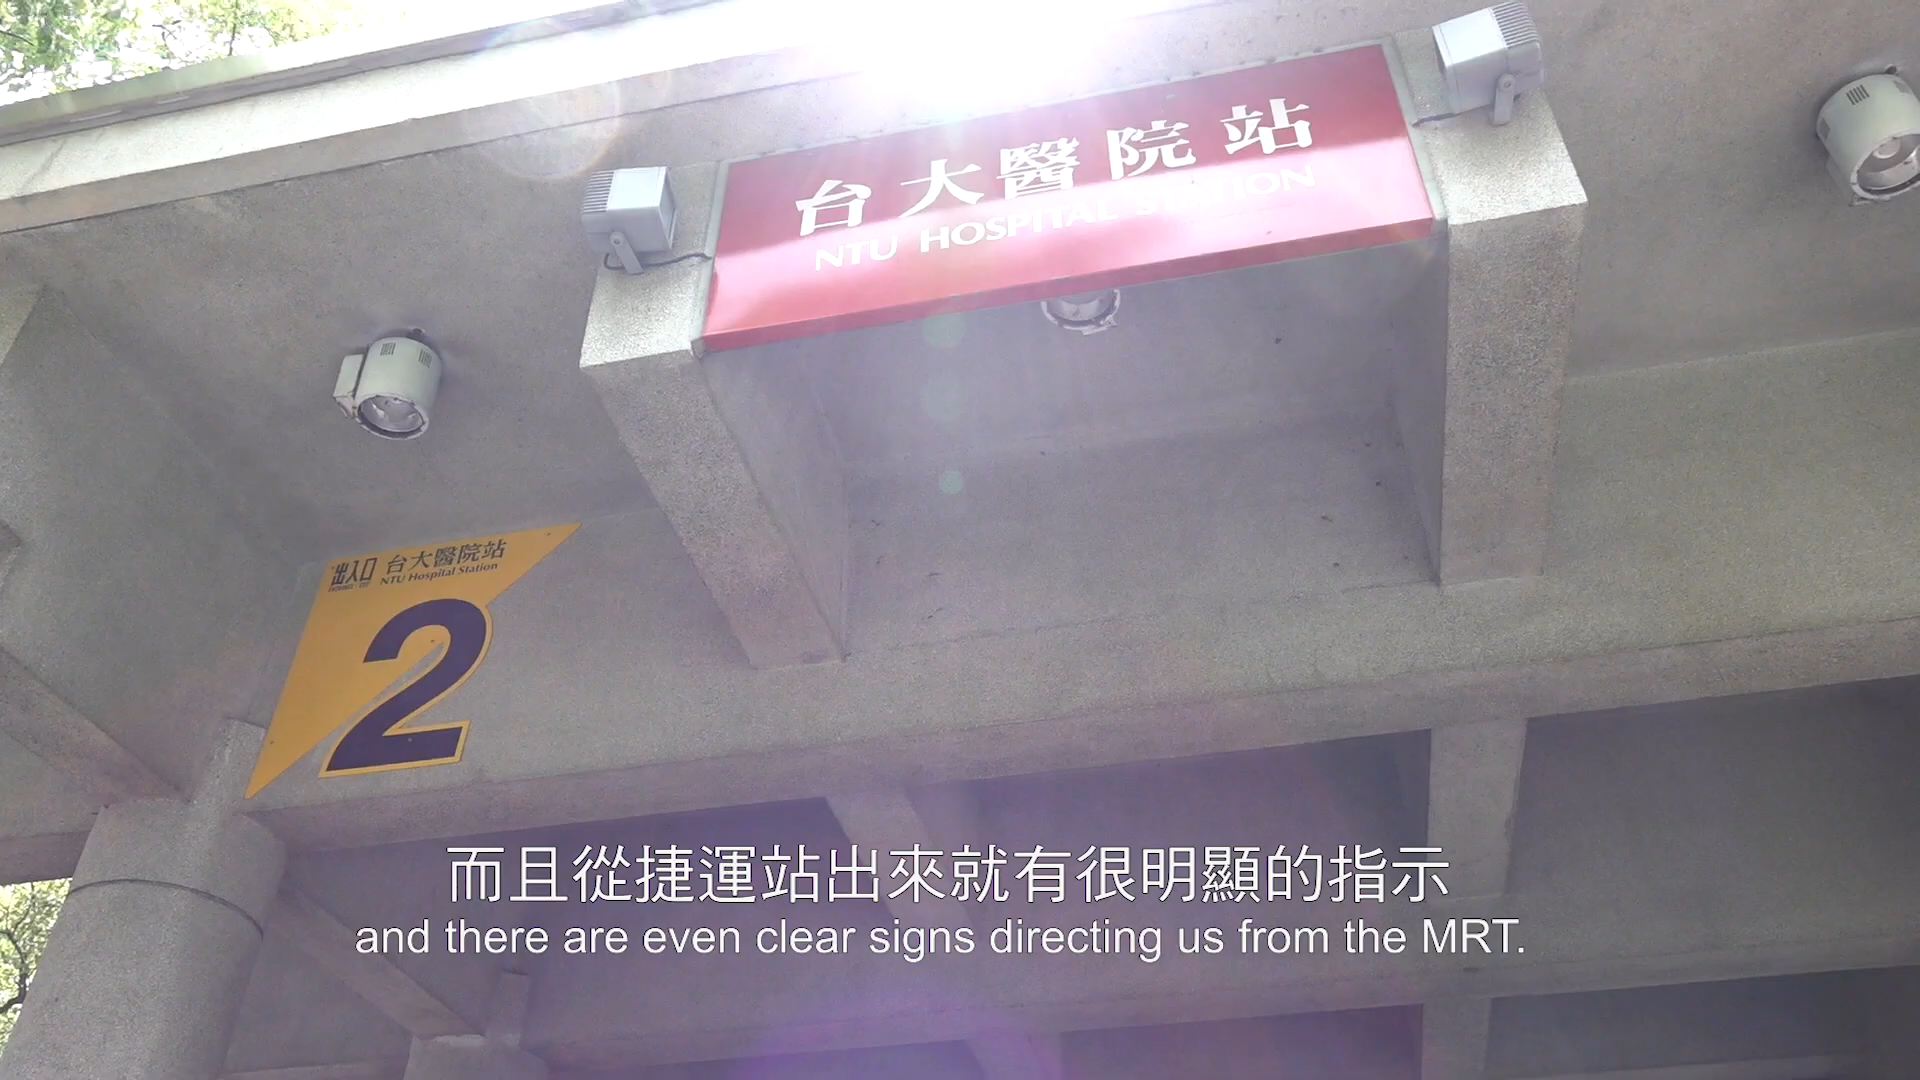 台大醫院站
NTU HOSPITAL STATION
出入口 台大醫院站
NTU Hospital Station
2
而且從捷運站出來就有很明顯的指示
and there are even clear signs directing us from the MRT.